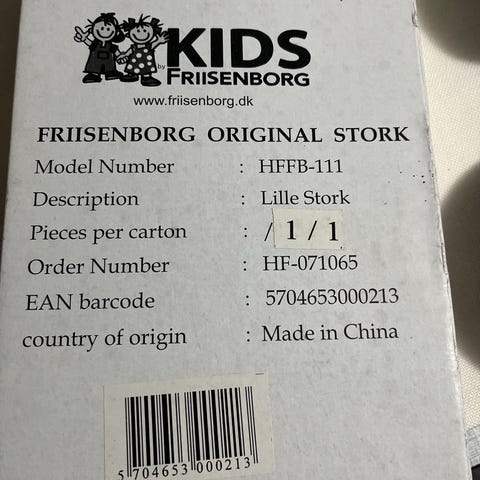 KIDS
by FRIISENBORG
www.friisenborg.dk
FRIISENBORG ORIGINAL STORK
Model Number : HFFB-111
Description : Lille Stork
Pieces per carton : / 1 / 1
Order Number : HF-071065
EAN barcode : 5704653000213
country of origin : Made in China
5 704653 000213